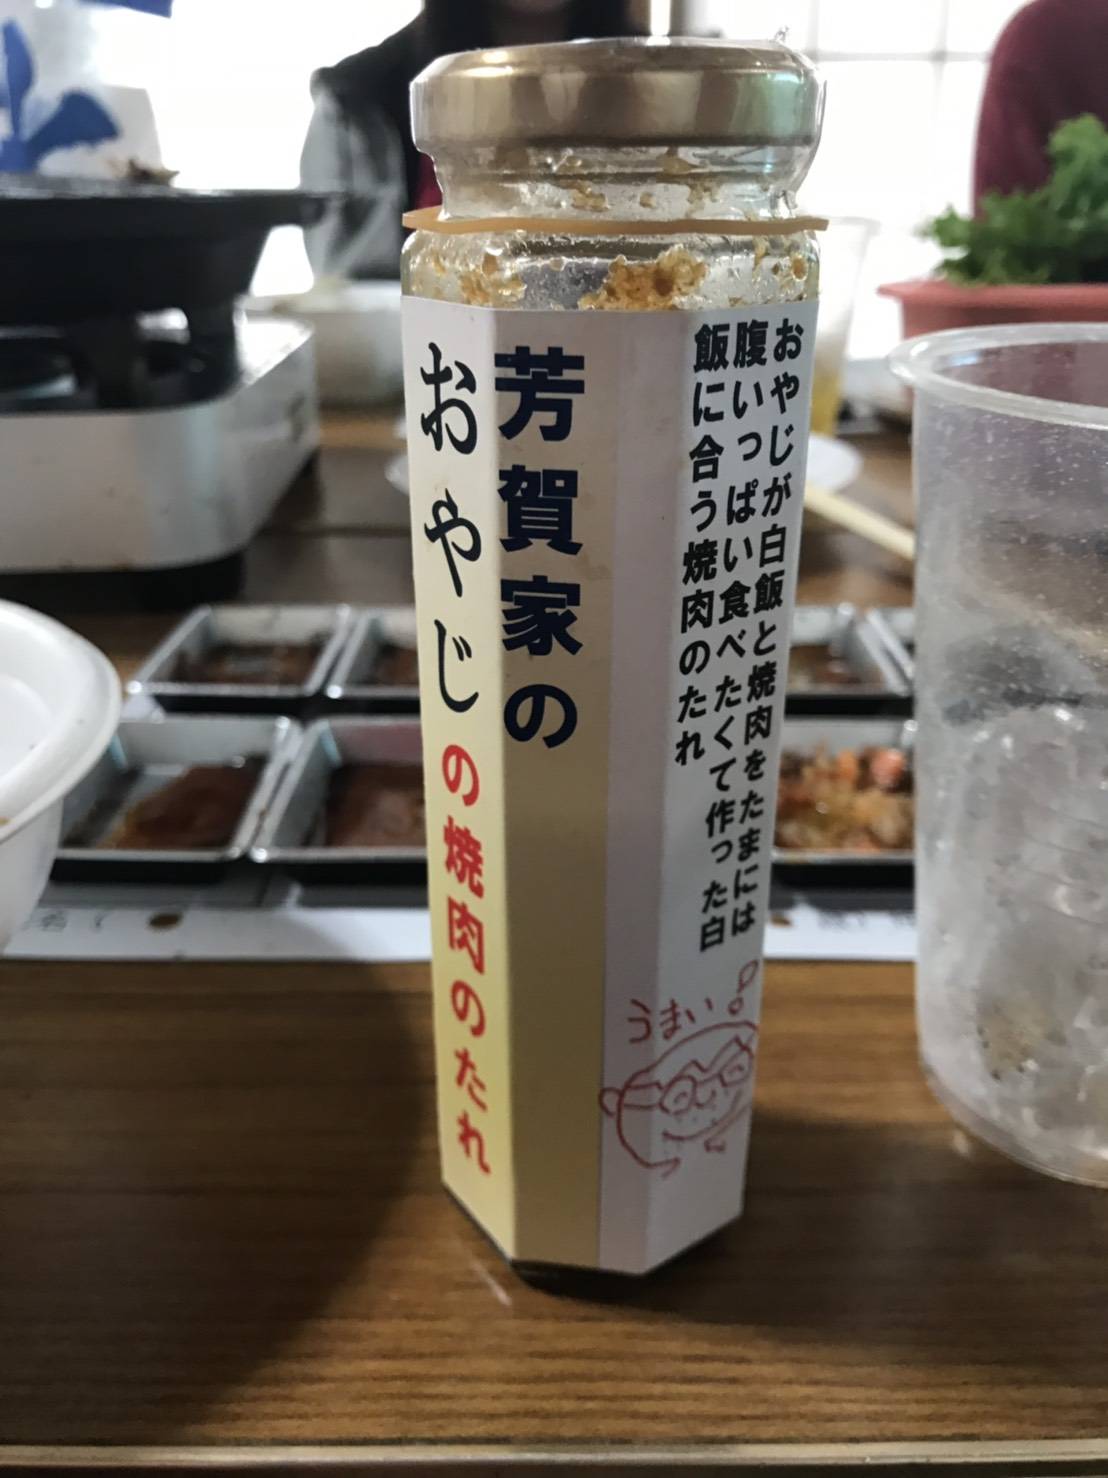 芳賀家の
おやじの焼肉のたれ
おやじが白飯と焼肉をたまには
腹いっぱい食べたくて作った白
飯に合う焼肉のたれ
うまい!